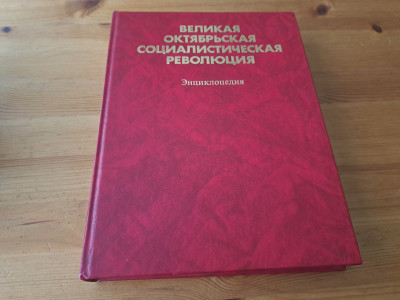 ВЕЛИКАЯ
ОКТЯБРЬСКАЯ
СОЦИАЛИСТИЧЕСКАЯ
РЕВОЛЮЦИЯ
Энциклопедия